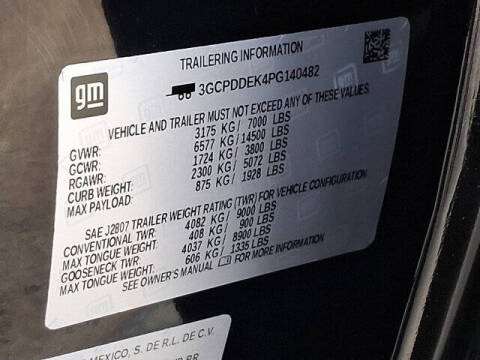 TRAILERING INFORMATION
gm
3GCPDDEK4PG140482
VEHICLE AND TRAILER MUST NOT EXCEED ANY OF THESE VALUES
GVWR: 3175 KG/ 7000 LBS
GCWR: 6577 KG/ 14500 LBS
RGAWR: 1724 KG/ 3800 LBS
CURB WEIGHT: 2300 KG/ 5072 LBS
MAX PAYLOAD: 875 KG/ 1928 LBS
SAE J2807 TRAILER WEIGHT RATING (TWR) FOR VEHICLE CONFIGURATION.
CONVENTIONAL TWR: 4082 KG/ 9000 LBS
MAX TONGUE WEIGHT: 408 KG/ 900 LBS
GOOSENECK TWR: 4037 KG/ 8900 LBS
MAX TONGUE WEIGHT: 606 KG/ 1335 LBS
SEE OWNER'S MANUAL
MEXICO, S. DE R.L. DE C.V.